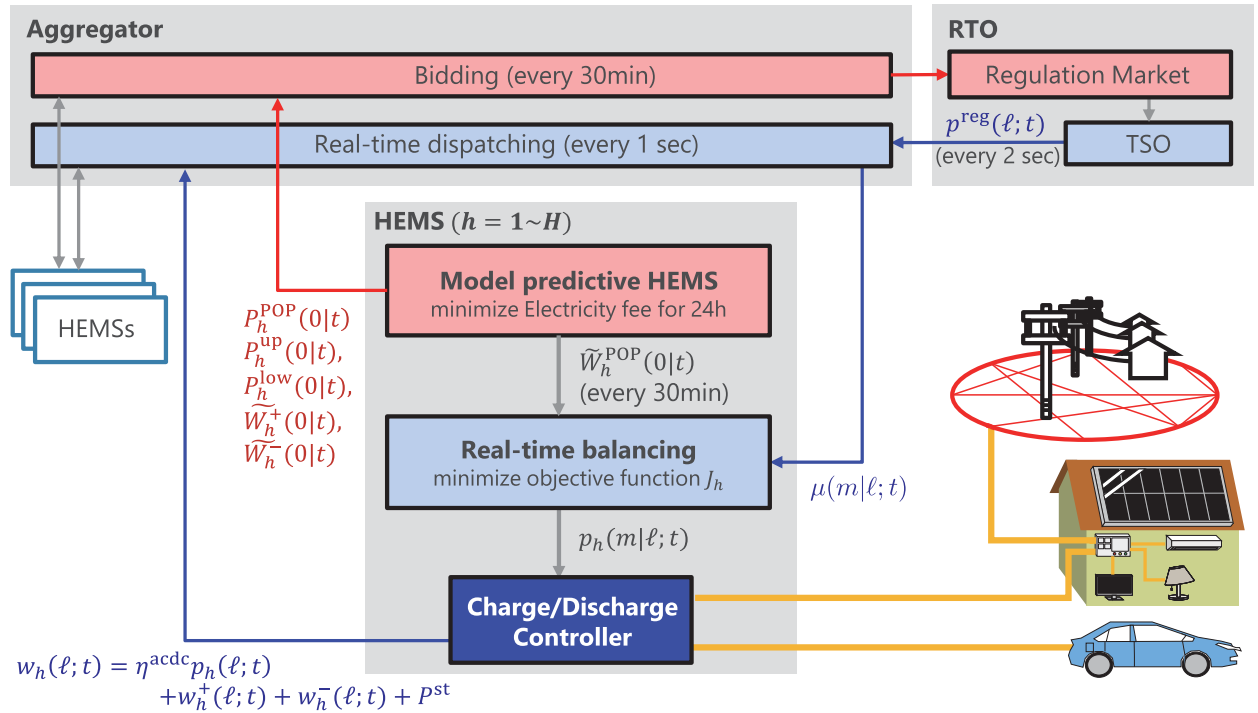 Aggregator
Bidding (every 30min)
Real-time dispatching (every 1 sec)
RTO
Regulation Market
p^reg(ℓ; t)
(every 2 sec)
TSO
HEMSs
HEMS (h = 1~H)
Model predictive HEMS
minimize Electricity fee for 24h
P_h^POP(0|t)
P_h^up(0|t),
P_h^low(0|t),
W̃_h^+(0|t),
W̃_h^-(0|t)
W̃_h^POP(0|t)
(every 30min)
Real-time balancing
minimize objective function J_h
μ(m|ℓ; t)
p_h(m|ℓ; t)
Charge/Discharge
Controller
w_h(ℓ; t) = η^acdc p_h(ℓ; t)
+w_h^+(ℓ; t) + w_h^-(ℓ; t) + P^st